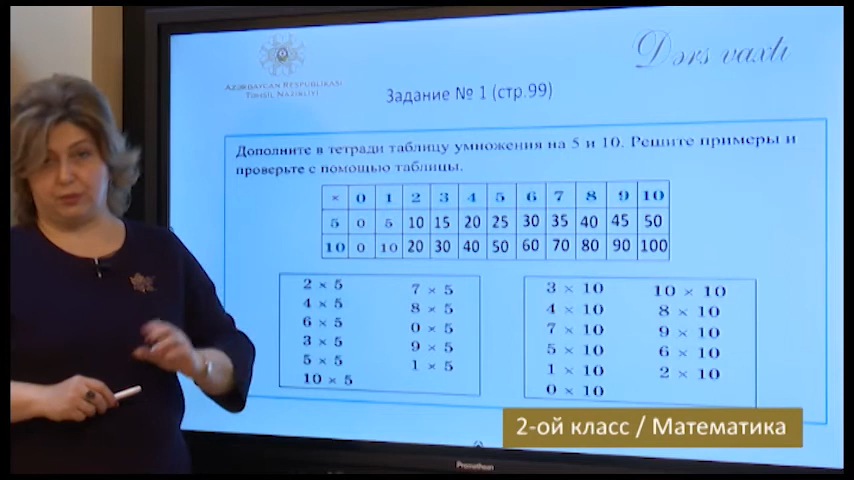 AZƏRBAYCAN RESPUBLİKASI
TƏHSİL NAZİRLİYİ
Dərs vaxtı
Задание № 1 (стр.99)
Дополните в тетради таблицу умножения на 5 и 10. Решите примеры и
проверьте с помощью таблицы.
× 0 1 2 3 4 5 6 7 8 9 10
5 0 5 10 15 20 25 30 35 40 45 50
10 0 10 20 30 40 50 60 70 80 90 100
2 × 5
4 × 5
6 × 5
3 × 5
5 × 5
10 × 5
7 × 5
8 × 5
0 × 5
9 × 5
1 × 5
3 × 10
4 × 10
7 × 10
5 × 10
1 × 10
0 × 10
10 × 10
8 × 10
9 × 10
6 × 10
2 × 10
2-ой класс / Математика
Promethean